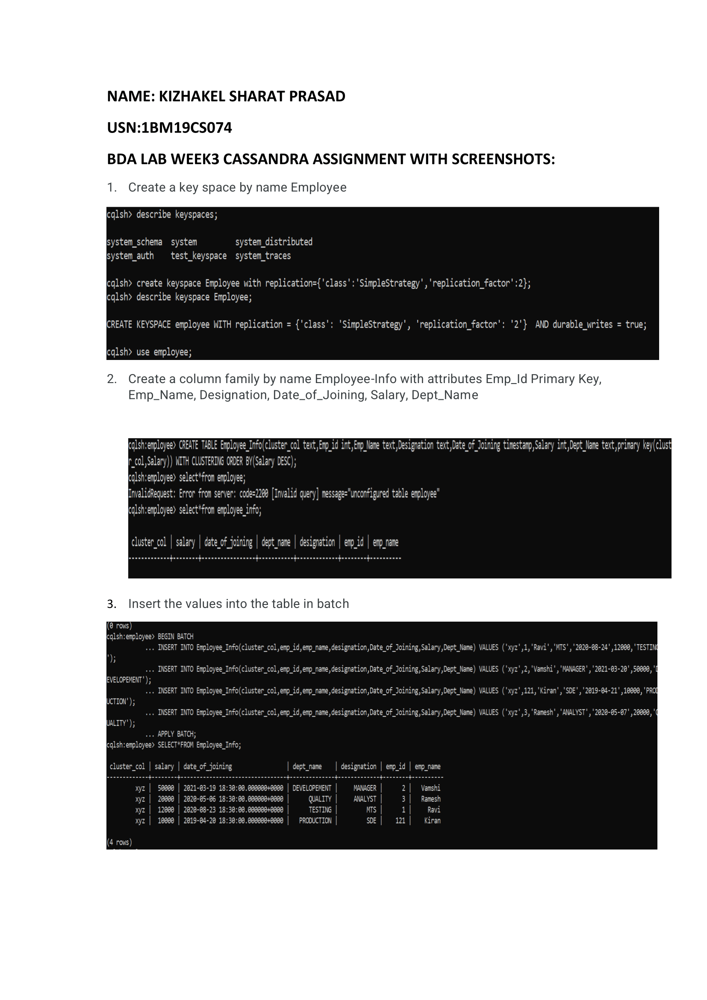 NAME: KIZHAKEL SHARAT PRASAD
USN:1BM19CS074
BDA LAB WEEK3 CASSANDRA ASSIGNMENT WITH SCREENSHOTS:
1. Create a key space by name Employee
cqlsh> describe keyspaces;
system_schema system system_distributed
system_auth test_keyspace system_traces
cqlsh> create keyspace Employee with replication={'class':'SimpleStrategy','replication_factor':2};
cqlsh> describe keyspace Employee;
CREATE KEYSPACE employee WITH replication = {'class': 'SimpleStrategy', 'replication_factor': '2'}  AND durable_writes = true;
cqlsh> use employee;
2. Create a column family by name Employee-Info with attributes Emp_Id Primary Key,
Emp_Name, Designation, Date_of_Joining, Salary, Dept_Name
cqlsh:employee> CREATE TABLE Employee_Info(cluster_col text,Emp_id int,Emp_Name text,Designation text,Date_of_Joining timestamp,Salary int,Dept_Name text,primary key(clust
r_col,Salary)) WITH CLUSTERING ORDER BY(Salary DESC);
cqlsh:employee> select*from employee;
InvalidRequest: Error from server: code=2200 [Invalid query] message="unconfigured table employee"
cqlsh:employee> select*from employee_info;
cluster_col | salary | date_of_joining | dept_name | designation | emp_id | emp_name
-------------+--------+-----------------+-----------+-------------+--------+----------
3. Insert the values into the table in batch
(0 rows)
cqlsh:employee> BEGIN BATCH
... INSERT INTO Employee_Info(cluster_col,emp_id,emp_name,designation,Date_of_Joining,Salary,Dept_Name) VALUES ('xyz',1,'Ravi','MTS','2020-08-24',12000,'TESTING
');
... INSERT INTO Employee_Info(cluster_col,emp_id,emp_name,designation,Date_of_Joining,Salary,Dept_Name) VALUES ('xyz',2,'Vamshi','MANAGER','2021-03-20',50000,'D
EVELOPEMENT');
... INSERT INTO Employee_Info(cluster_col,emp_id,emp_name,designation,Date_of_Joining,Salary,Dept_Name) VALUES ('xyz',121,'Kiran','SDE','2019-04-21',10000,'PROD
UCTION');
... INSERT INTO Employee_Info(cluster_col,emp_id,emp_name,designation,Date_of_Joining,Salary,Dept_Name) VALUES ('xyz',3,'Ramesh','ANALYST','2020-05-07',20000,'Q
UALITY');
... APPLY BATCH;
cqlsh:employee> SELECT*FROM Employee_Info;
cluster_col | salary | date_of_joining | dept_name | designation | emp_id | emp_name
-------------+--------+---------------------------------+--------------+-------------+--------+----------
xyz | 50000 | 2021-03-19 18:30:00.000000+0000 | DEVELOPEMENT | MANAGER | 2 | Vamshi
xyz | 20000 | 2020-05-06 18:30:00.000000+0000 | QUALITY | ANALYST | 3 | Ramesh
xyz | 12000 | 2020-08-23 18:30:00.000000+0000 | TESTING | MTS | 1 | Ravi
xyz | 10000 | 2019-04-20 18:30:00.000000+0000 | PRODUCTION | SDE | 121 | Kiran
(4 rows)